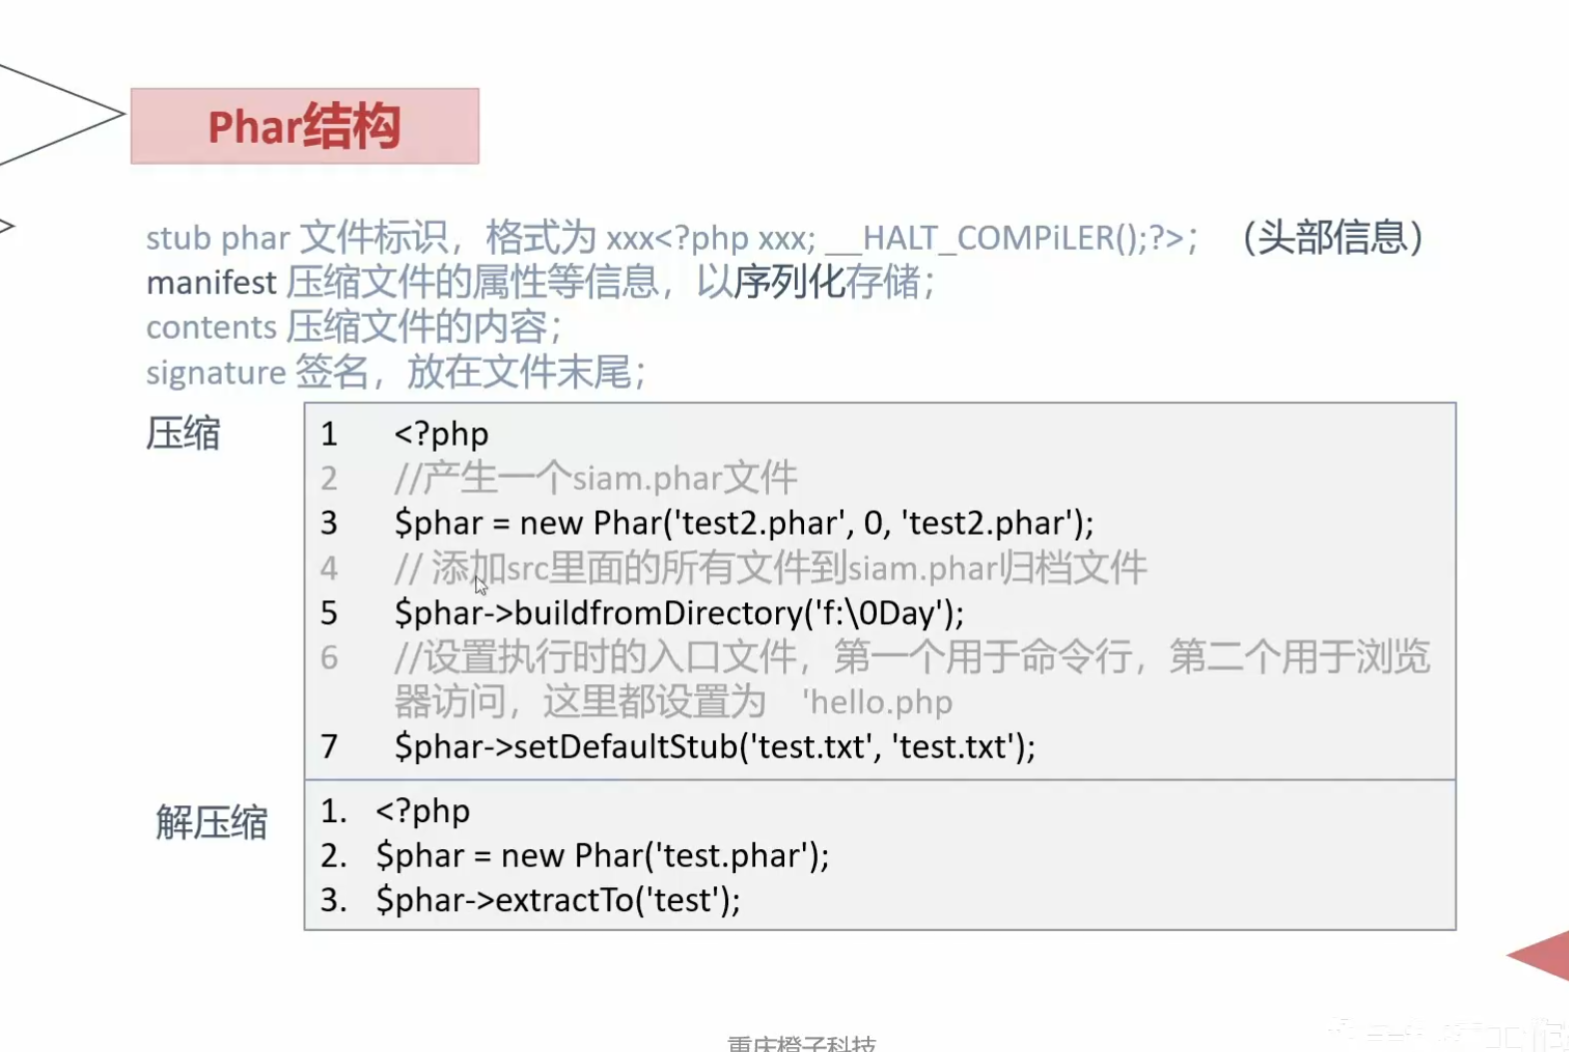 Phar结构
stub phar 文件标识，格式为 xxx<?php xxx; __HALT_COMPiLER();?>; （头部信息）
manifest 压缩文件的属性等信息，以序列化存储；
contents 压缩文件的内容；
signature 签名，放在文件末尾；
压缩
1 <?php
2 //产生一个siam.phar文件
3 $phar = new Phar('test2.phar', 0, 'test2.phar');
4 // 添加src里面的所有文件到siam.phar归档文件
5 $phar->buildfromDirectory('f:\0Day');
6 //设置执行时的入口文件，第一个用于命令行，第二个用于浏览
器访问，这里都设置为 'hello.php
7 $phar->setDefaultStub('test.txt', 'test.txt');
解压缩
1. <?php
2. $phar = new Phar('test.phar');
3. $phar->extractTo('test');
重庆橙子科技